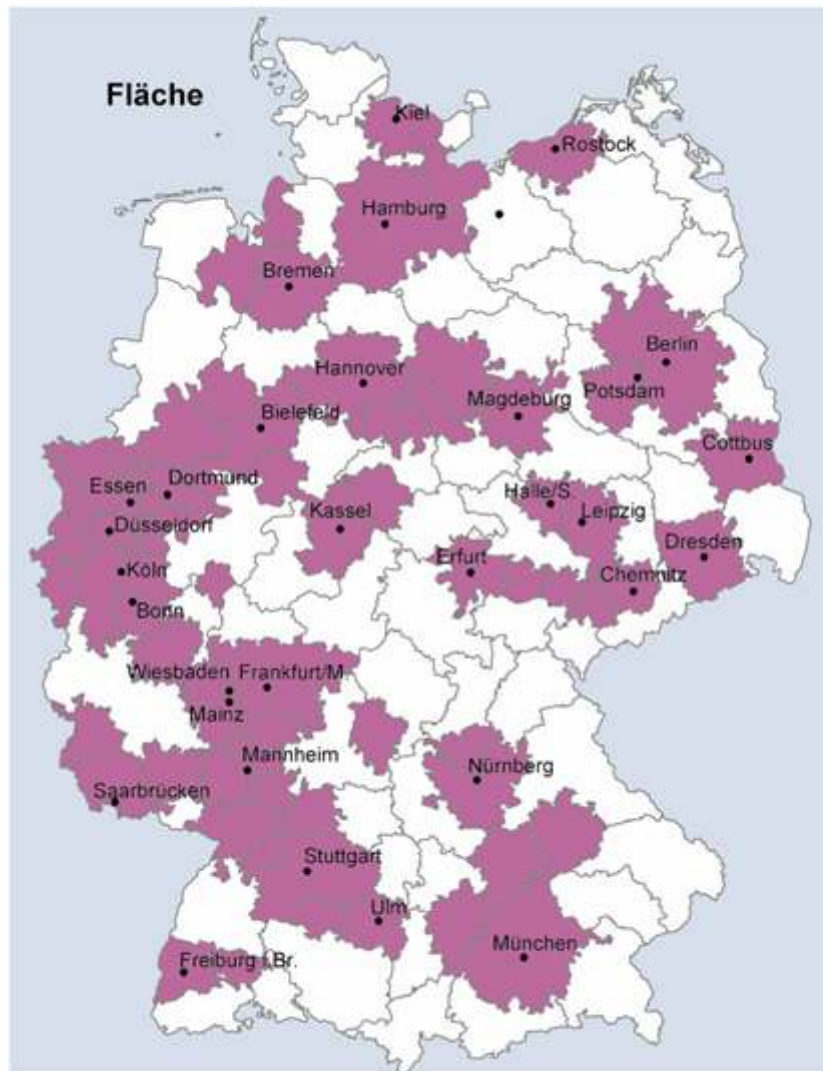 Fläche
Kiel
Rostock
Hamburg
Bremen
Berlin
Hannover
Potsdam
Magdeburg
Bielefeld
Cottbus
Dortmund
Essen
Halle/S.
Leipzig
Kassel
Düsseldorf
Dresden
Erfurt
Köln
Chemnitz
Bonn
Wiesbaden
Frankfurt/M.
Mainz
Mannheim
Nürnberg
Saarbrücken
Stuttgart
Ulm
München
Freiburg i.Br.